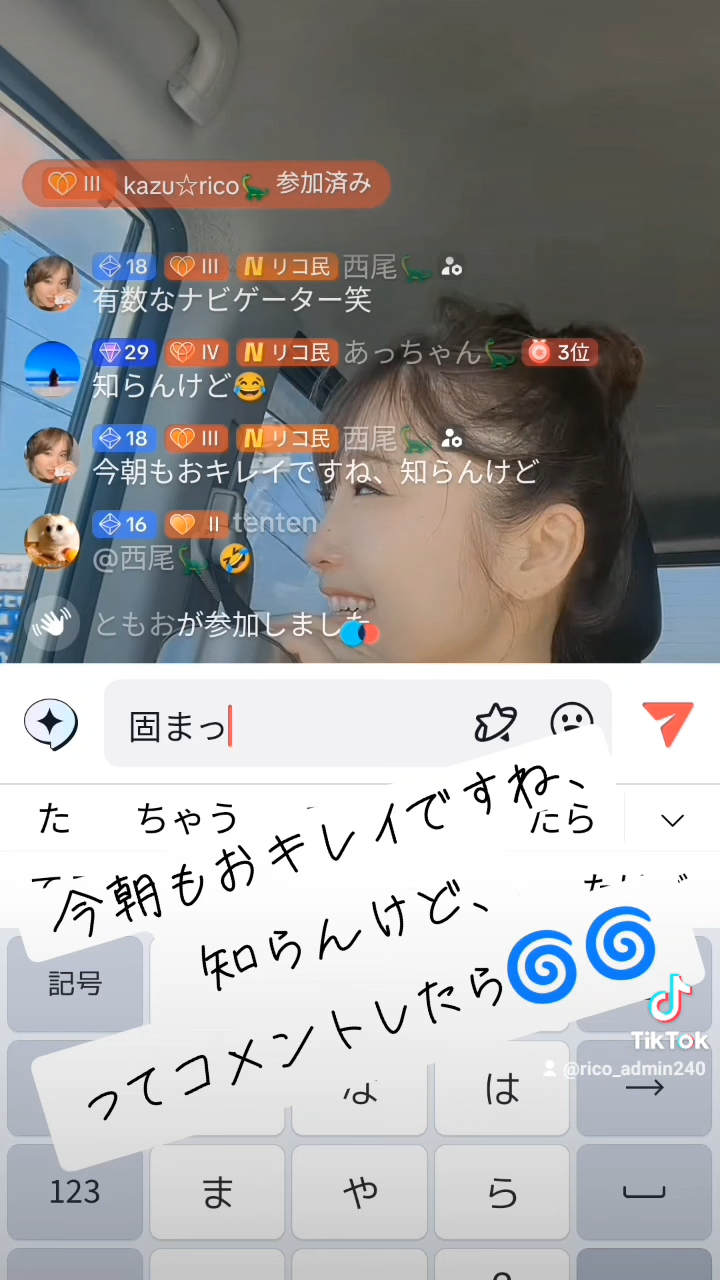 III kazu☆rico🦕 参加済み
18 III N リコ民 西尾🦕
有数なナビゲーター笑
29 IV N リコ民 あっちゃん🦕 3位
知らんけど😂
18 III N リコ民 西尾🦕
今朝もおキレイですね、知らんけど
16 II tenten
@西尾🦕 🤣
ともおが参加しました
固まっ
た ちゃう たら
今朝もおキレイですね、
知らんけど、
ってコメントしたら🌀🌀
記号
TikTok
@rico_admin240
な は →
123 ま や ら